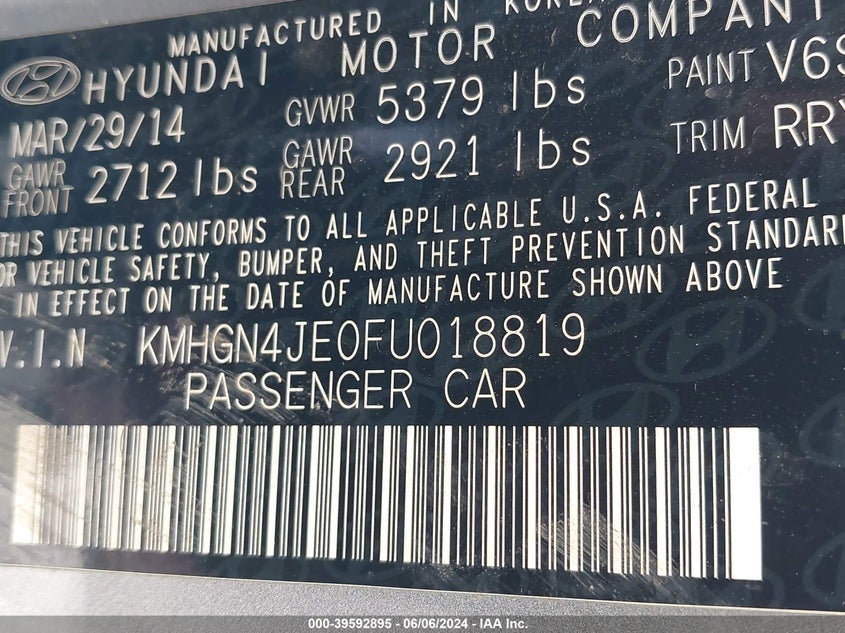 MANUFACTURED IN KOREA
HYUNDAI MOTOR COMPANY
MAR/29/14 GVWR 5379 lbs PAINT V6S
GAWR FRONT 2712 lbs GAWR REAR 2921 lbs TRIM RRY
THIS VEHICLE CONFORMS TO ALL APPLICABLE U.S.A. FEDERAL
OR VEHICLE SAFETY, BUMPER, AND THEFT PREVENTION STANDAR
IN EFFECT ON THE DATE OF MANUFACTURE SHOWN ABOVE
V.I.N KMHGN4JE0FU018819
PASSENGER CAR
000-39592895 - 06/06/2024 - IAA Inc.